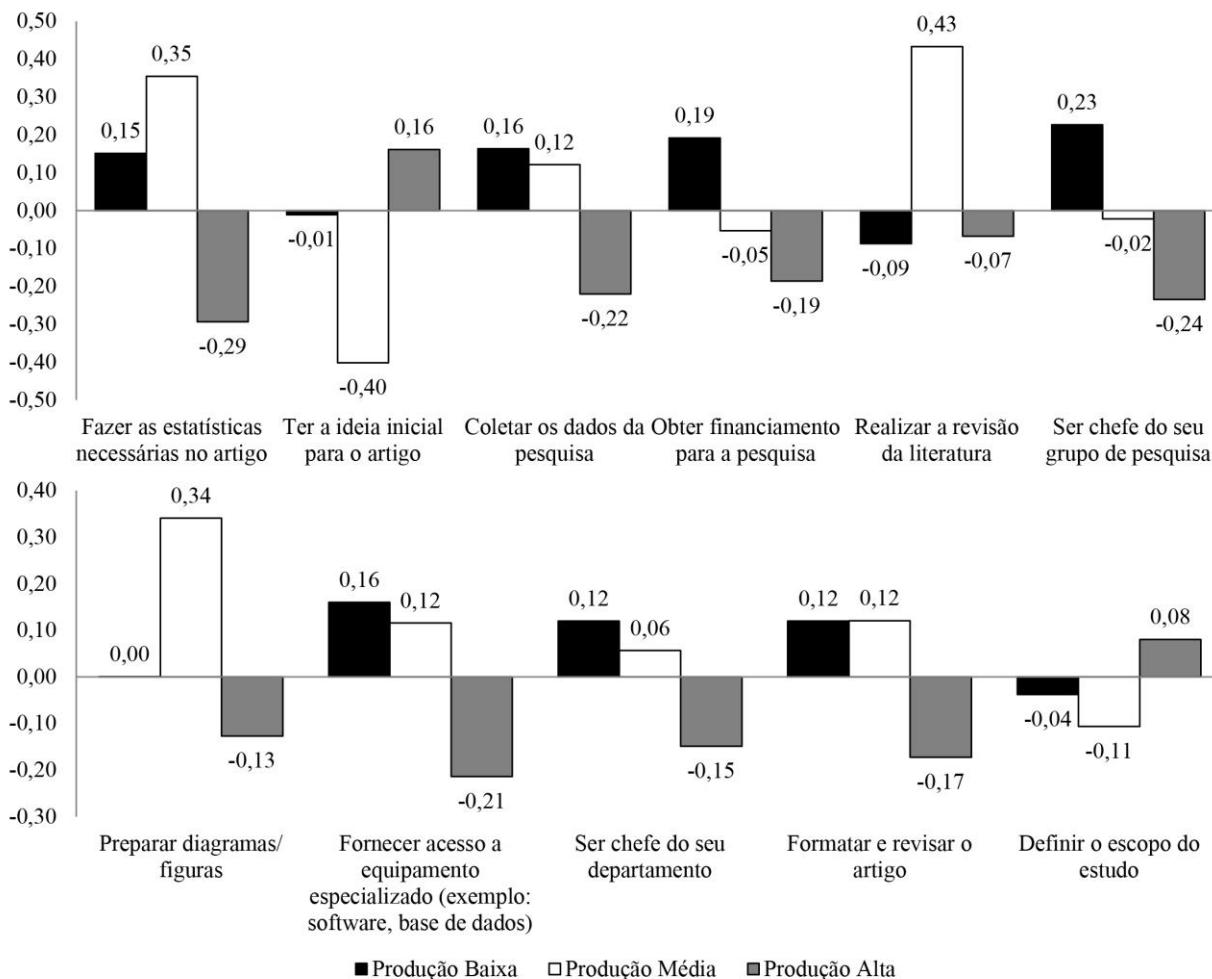 0,50
0,40
0,30
0,20
0,10
0,00
-0,10
-0,20
-0,30
-0,40
-0,50
0,15
0,35
-0,29
-0,01
-0,40
0,16
0,16
0,12
-0,22
0,19
-0,05
-0,19
-0,09
0,43
-0,07
0,23
-0,02
-0,24
Fazer as estatísticas
necessárias no artigo
Ter a ideia inicial
para o artigo
Coletar os dados da
pesquisa
Obter financiamento
para a pesquisa
Realizar a revisão
da literatura
Ser chefe do seu
grupo de pesquisa
0,40
0,30
0,20
0,10
0,00
-0,10
-0,20
-0,30
0,00
0,34
-0,13
0,16
0,12
-0,21
0,12
0,06
-0,15
0,12
0,12
-0,17
-0,04
-0,11
0,08
Preparar diagramas/
figuras
Fornecer acesso a
equipamento
especializado (exemplo:
software, base de dados)
Ser chefe do seu
departamento
Formatar e revisar o
artigo
Definir o escopo do
estudo
Produção Baixa
Produção Média
Produção Alta